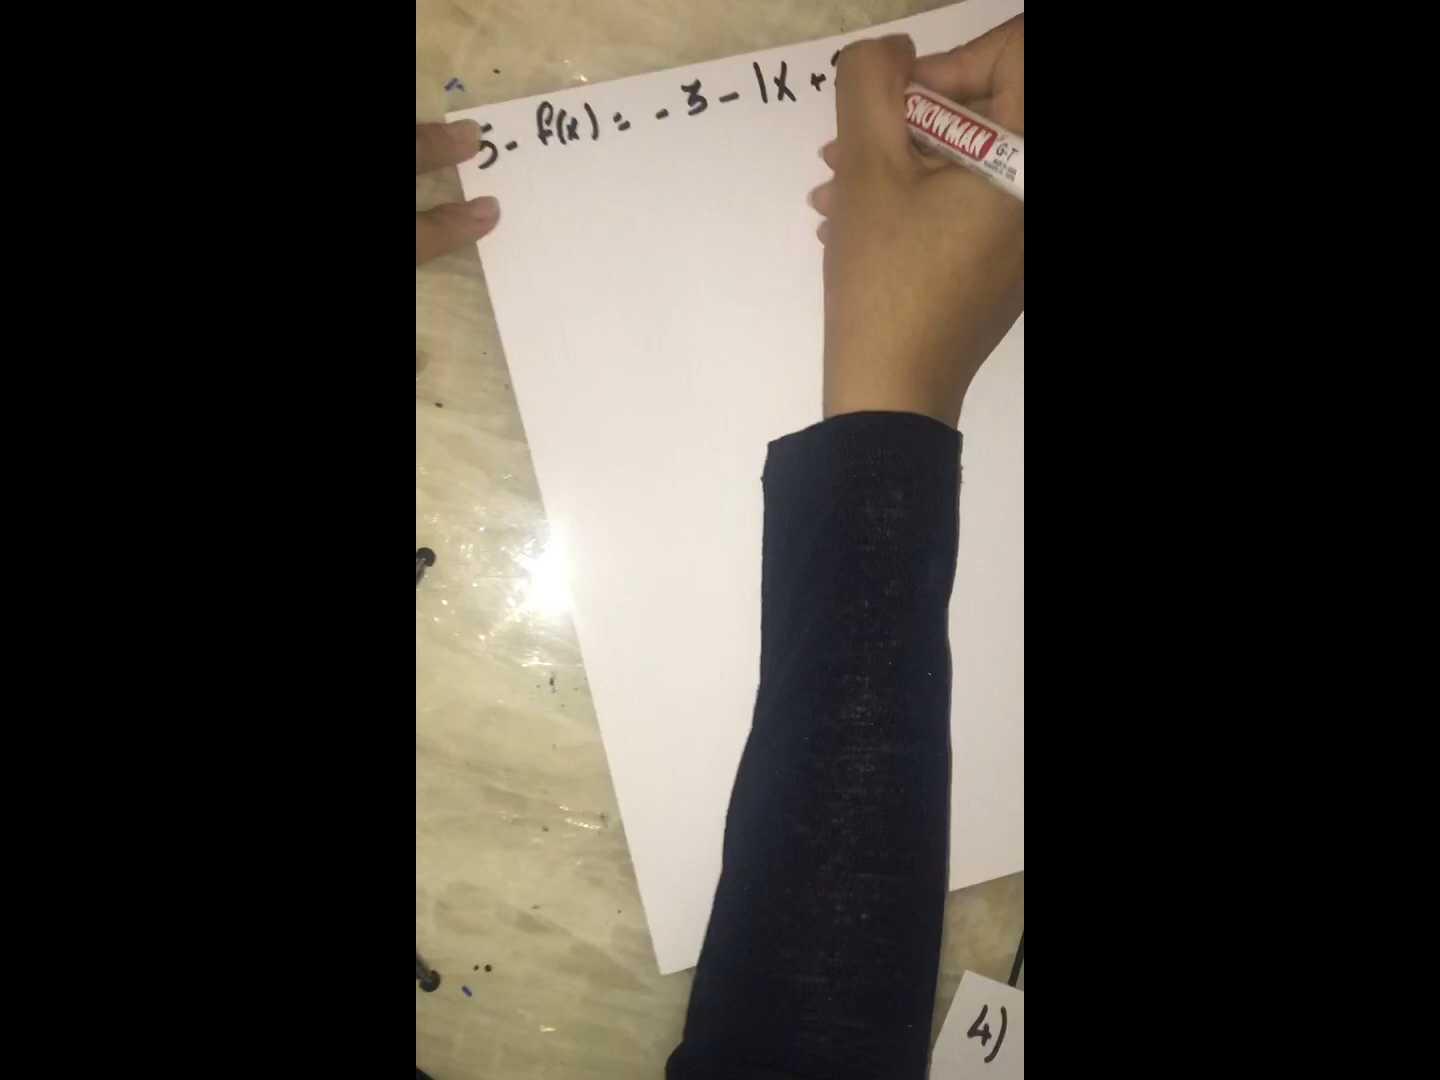 5- f(x) = -3 - |x +
SNOWMAN
G-T
4)